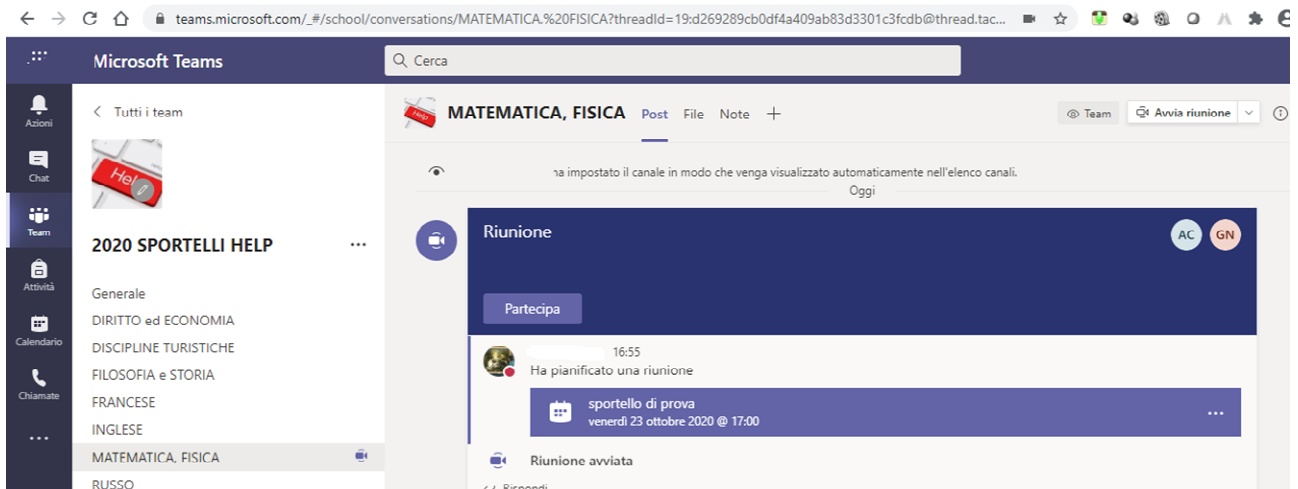 teams.microsoft.com/_#/school/conversations/MATEMATICA.%20FISICA?threadId=19:d269289cb0df4a409ab83d3301c3fcdb@thread.tac...
Microsoft Teams
Cerca
Azioni
Chat
Team
Attività
Calendario
Chiamate
Tutti i team
Help
2020 SPORTELLI HELP
Generale
DIRITTO ed ECONOMIA
DISCIPLINE TURISTICHE
FILOSOFIA e STORIA
FRANCESE
INGLESE
MATEMATICA, FISICA
RUSSO
Help MATEMATICA, FISICA Post File Note Team Avvia riunione
ha impostato il canale in modo che venga visualizzato automaticamente nell'elenco canali.
Oggi
Riunione AC GN
Partecipa
16:55
Ha pianificato una riunione
sportello di prova
venerdì 23 ottobre 2020 @ 17:00
Riunione avviata
Rispondi